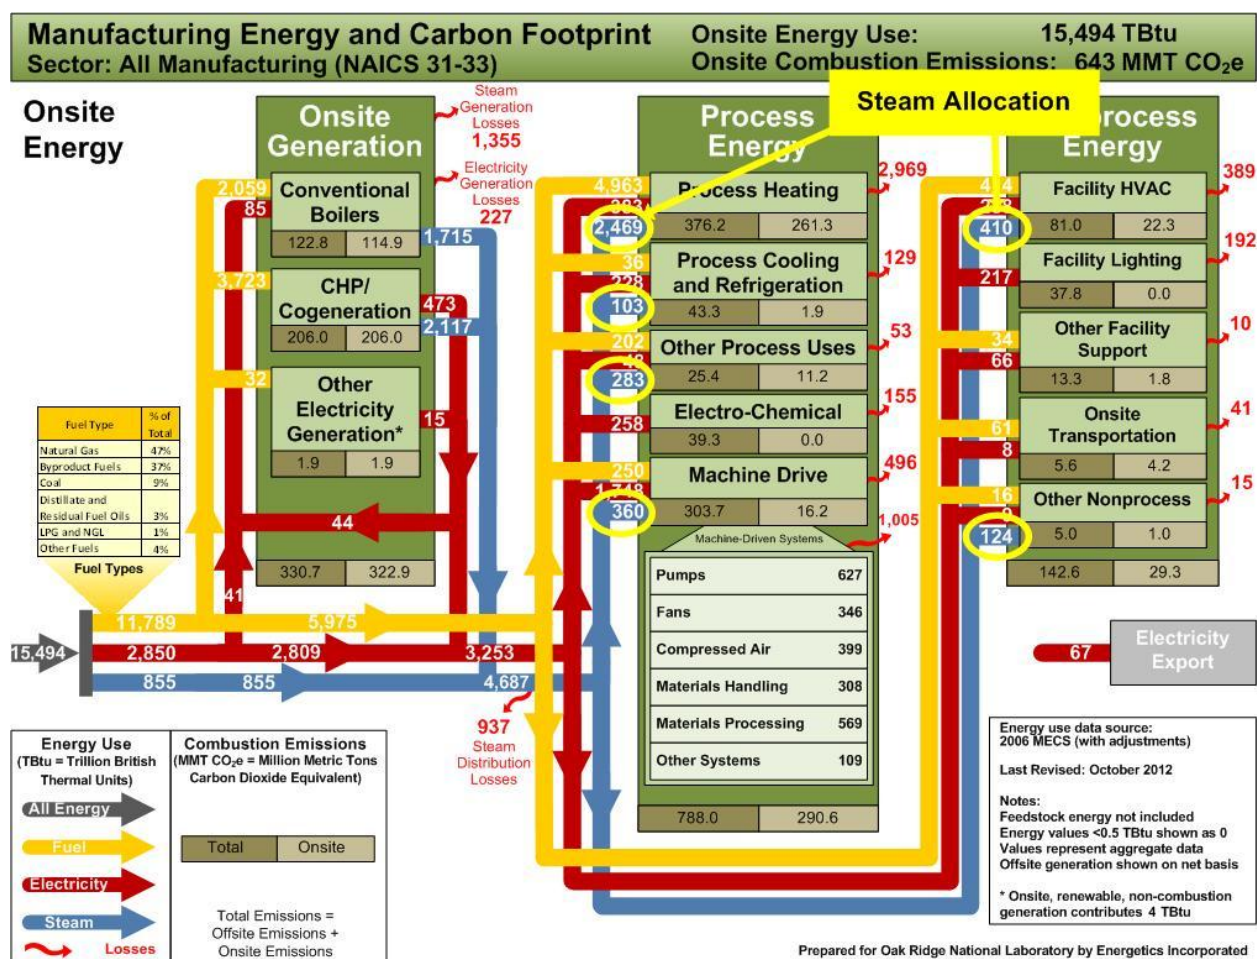 Manufacturing Energy and Carbon Footprint
Sector: All Manufacturing (NAICS 31-33)
Onsite Energy Use: 15,494 TBtu
Onsite Combustion Emissions: 643 MMT CO₂e
Steam Allocation
Onsite
Energy
Onsite
Generation
Steam
Generation
Losses
1,355
Electricity
Generation
Losses
227
2,059
85
Conventional
Boilers
122.8 114.9
1,715
3,723
CHP/
Cogeneration
206.0 206.0
473
2,117
32
Other
Electricity
Generation*
1.9 1.9
15
44
330.7 322.9
41
Fuel Type % of Total
Natural Gas 47%
Byproduct Fuels 37%
Coal 9%
Distillate and
Residual Fuel Oils 3%
LPG and NGL 1%
Other Fuels 4%
Fuel Types
15,494
11,789 5,975
2,850 2,809 3,253
855 855 4,687
937
Steam
Distribution
Losses
Process
Energy
4,963
2,469
Process Heating
376.2 261.3
2,969
36
228
103
Process Cooling
and Refrigeration
43.3 1.9
129
202
283
Other Process Uses
25.4 11.2
53
258
Electro-Chemical
39.3 0.0
155
250
1,748
360
Machine Drive
303.7 16.2
496
Machine-Driven Systems
1,005
Pumps 627
Fans 346
Compressed Air 399
Materials Handling 308
Materials Processing 569
Other Systems 109
788.0 290.6
process
Energy
410
Facility HVAC
81.0 22.3
389
217
Facility Lighting
37.8 0.0
192
34
66
Other Facility
Support
13.3 1.8
10
61
8
Onsite
Transportation
5.6 4.2
41
16
124
Other Nonprocess
5.0 1.0
15
142.6 29.3
67
Electricity
Export
Energy Use
(TBtu = Trillion British
Thermal Units)
All Energy
Fuel
Electricity
Steam
Losses
Combustion Emissions
(MMT CO₂e = Million Metric Tons
Carbon Dioxide Equivalent)
Total Onsite
Total Emissions =
Offsite Emissions +
Onsite Emissions
Energy use data source:
2006 MECS (with adjustments)
Last Revised: October 2012
Notes:
Feedstock energy not included
Energy values <0.5 TBtu shown as 0
Values represent aggregate data
Offsite generation shown on net basis
* Onsite, renewable, non-combustion
generation contributes 4 TBtu
Prepared for Oak Ridge National Laboratory by Energetics Incorporated